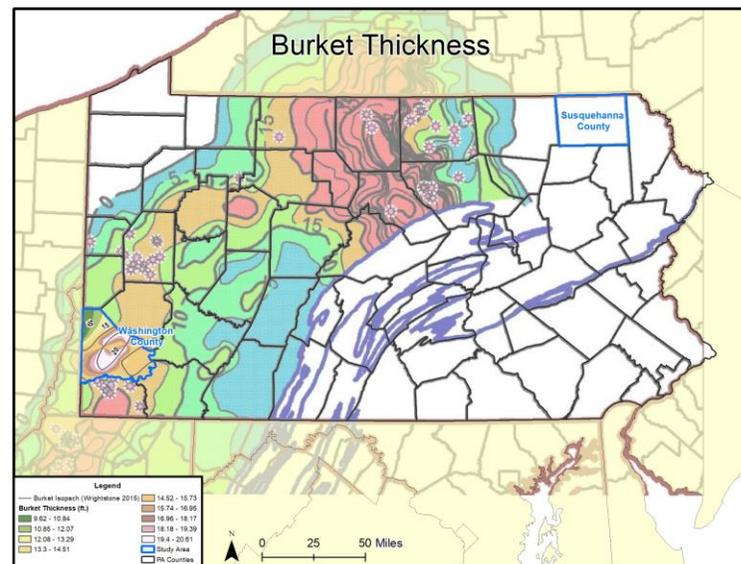 Burket Thickness
Susquehanna
County
15
5
0
15
10
Washington
County
10
15
20
Legend
Burket Isopach (Wrightstone 2015)
Burket Thickness (ft.)
9.62 - 10.84
10.85 - 12.07
12.08 - 13.29
13.3 - 14.51
14.52 - 15.73
15.74 - 16.95
16.96 - 18.17
18.18 - 19.39
19.4 - 20.61
Study Area
PA Counties
N
0 25 50 Miles